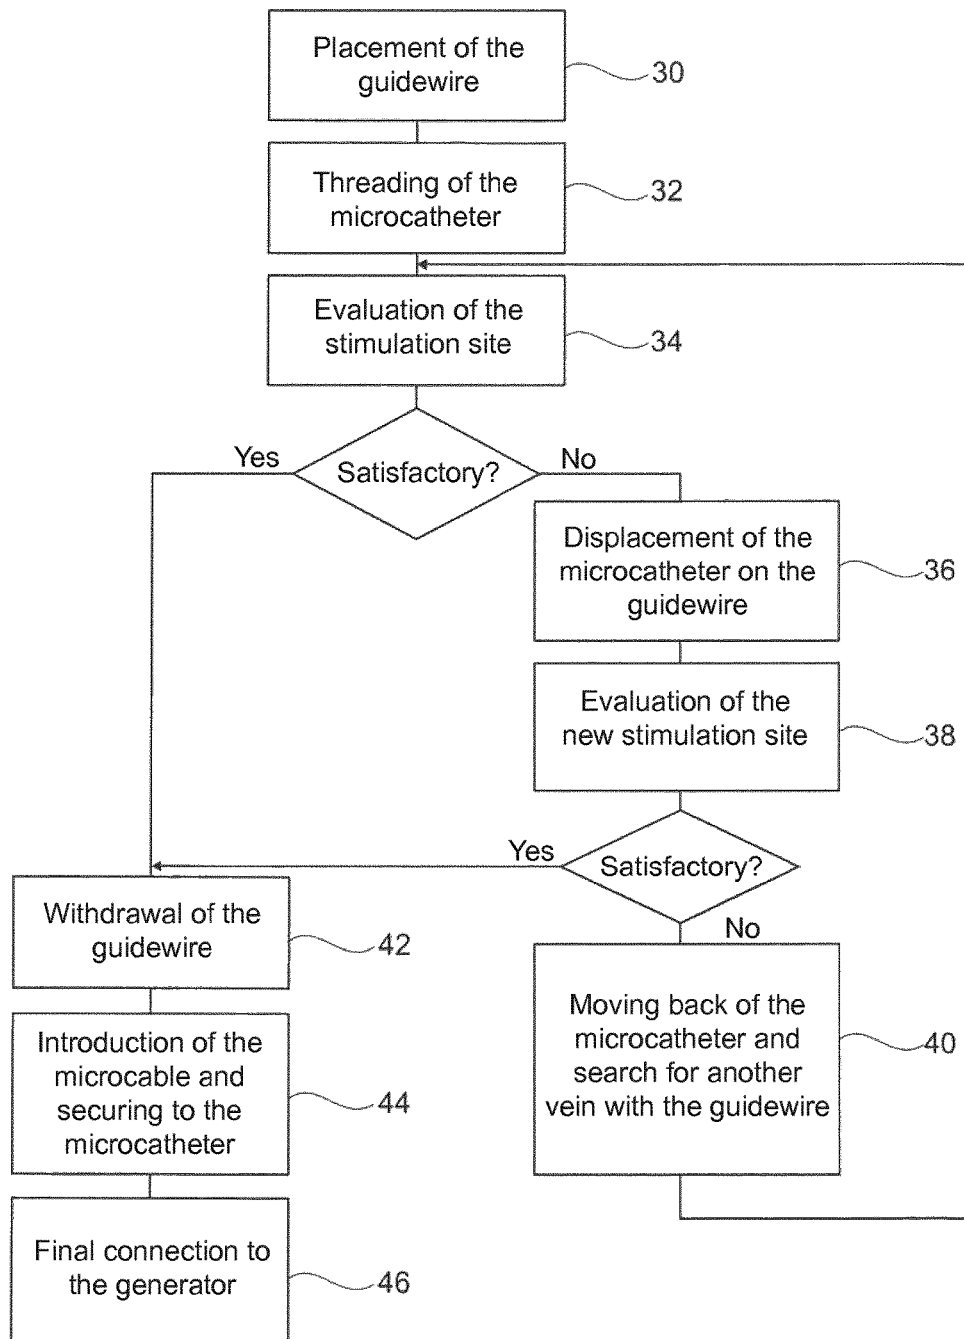 Placement of the
guidewire
30
Threading of the
microcatheter
32
Evaluation of the
stimulation site
34
Yes
Satisfactory?
No
Displacement of the
microcatheter on the
guidewire
36
Evaluation of the
new stimulation site
38
Yes
Satisfactory?
No
Withdrawal of the
guidewire
42
Moving back of the
microcatheter and
search for another
vein with the guidewire
40
Introduction of the
microcable and
securing to the
microcatheter
44
Final connection to
the generator
46